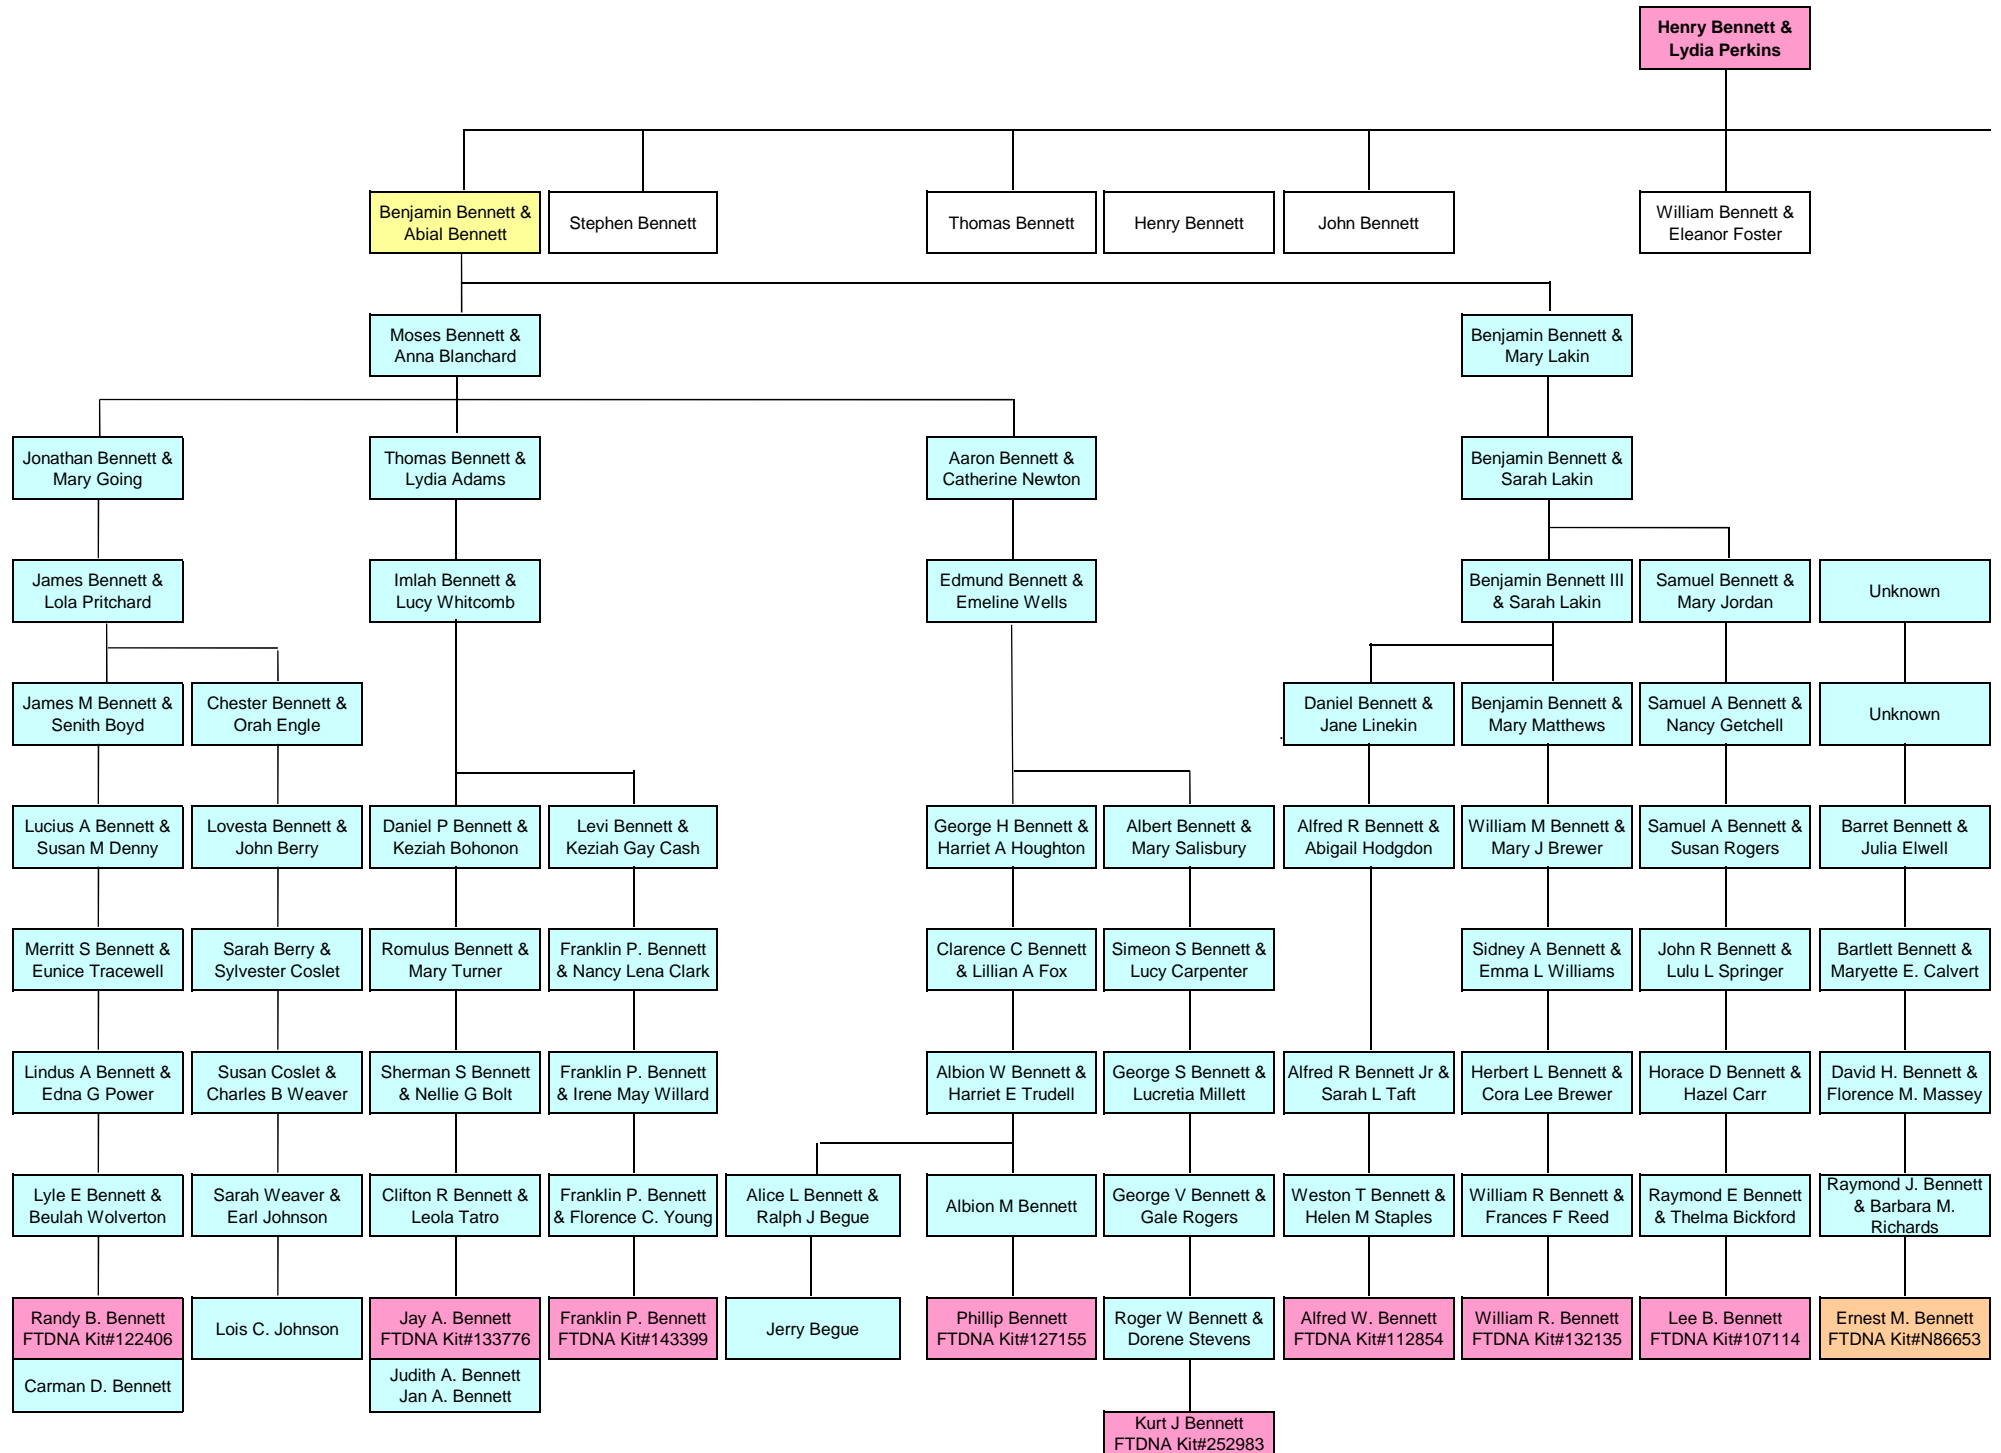 Henry Bennett &
Lydia Perkins
Benjamin Bennett &
Abial Bennett
Stephen Bennett
Thomas Bennett
Henry Bennett
John Bennett
William Bennett &
Eleanor Foster
Moses Bennett &
Anna Blanchard
Benjamin Bennett &
Mary Lakin
Jonathan Bennett &
Mary Going
Thomas Bennett &
Lydia Adams
Aaron Bennett &
Catherine Newton
Benjamin Bennett &
Sarah Lakin
James Bennett &
Lola Pritchard
Imlah Bennett &
Lucy Whitcomb
Edmund Bennett &
Emeline Wells
Benjamin Bennett III
& Sarah Lakin
Samuel Bennett &
Mary Jordan
Unknown
James M Bennett &
Senith Boyd
Chester Bennett &
Orah Engle
Daniel Bennett &
Jane Linekin
Benjamin Bennett &
Mary Matthews
Samuel A Bennett &
Nancy Getchell
Unknown
Lucius A Bennett &
Susan M Denny
Lovesta Bennett &
John Berry
Daniel P Bennett &
Keziah Bohonon
Levi Bennett &
Keziah Gay Cash
George H Bennett &
Harriet A Houghton
Albert Bennett &
Mary Salisbury
Alfred R Bennett &
Abigail Hodgdon
William M Bennett &
Mary J Brewer
Samuel A Bennett &
Susan Rogers
Barret Bennett &
Julia Elwell
Merritt S Bennett &
Eunice Tracewell
Sarah Berry &
Sylvester Coslet
Romulus Bennett &
Mary Turner
Franklin P. Bennett
& Nancy Lena Clark
Clarence C Bennett
& Lillian A Fox
Simeon S Bennett &
Lucy Carpenter
Sidney A Bennett &
Emma L Williams
John R Bennett &
Lulu L Springer
Bartlett Bennett &
Maryette E. Calvert
Lindus A Bennett &
Edna G Power
Susan Coslet &
Charles B Weaver
Sherman S Bennett
& Nellie G Bolt
Franklin P. Bennett
& Irene May Willard
Albion W Bennett &
Harriet E Trudell
George S Bennett &
Lucretia Millett
Alfred R Bennett Jr &
Sarah L Taft
Herbert L Bennett &
Cora Lee Brewer
Horace D Bennett &
Hazel Carr
David H. Bennett &
Florence M. Massey
Lyle E Bennett &
Beulah Wolverton
Sarah Weaver &
Earl Johnson
Clifton R Bennett &
Leola Tatro
Franklin P. Bennett
& Florence C. Young
Alice L Bennett &
Ralph J Begue
Albion M Bennett
George V Bennett &
Gale Rogers
Weston T Bennett &
Helen M Staples
William R Bennett &
Frances F Reed
Raymond E Bennett
& Thelma Bickford
Raymond J. Bennett
& Barbara M.
Richards
Randy B. Bennett
FTDNA Kit#122406
Lois C. Johnson
Jay A. Bennett
FTDNA Kit#133776
Franklin P. Bennett
FTDNA Kit#143399
Jerry Begue
Phillip Bennett
FTDNA Kit#127155
Roger W Bennett &
Dorene Stevens
Alfred W. Bennett
FTDNA Kit#112854
William R. Bennett
FTDNA Kit#132135
Lee B. Bennett
FTDNA Kit#107114
Ernest M. Bennett
FTDNA Kit#N86653
Carman D. Bennett
Judith A. Bennett
Jan A. Bennett
Kurt J Bennett
FTDNA Kit#252983